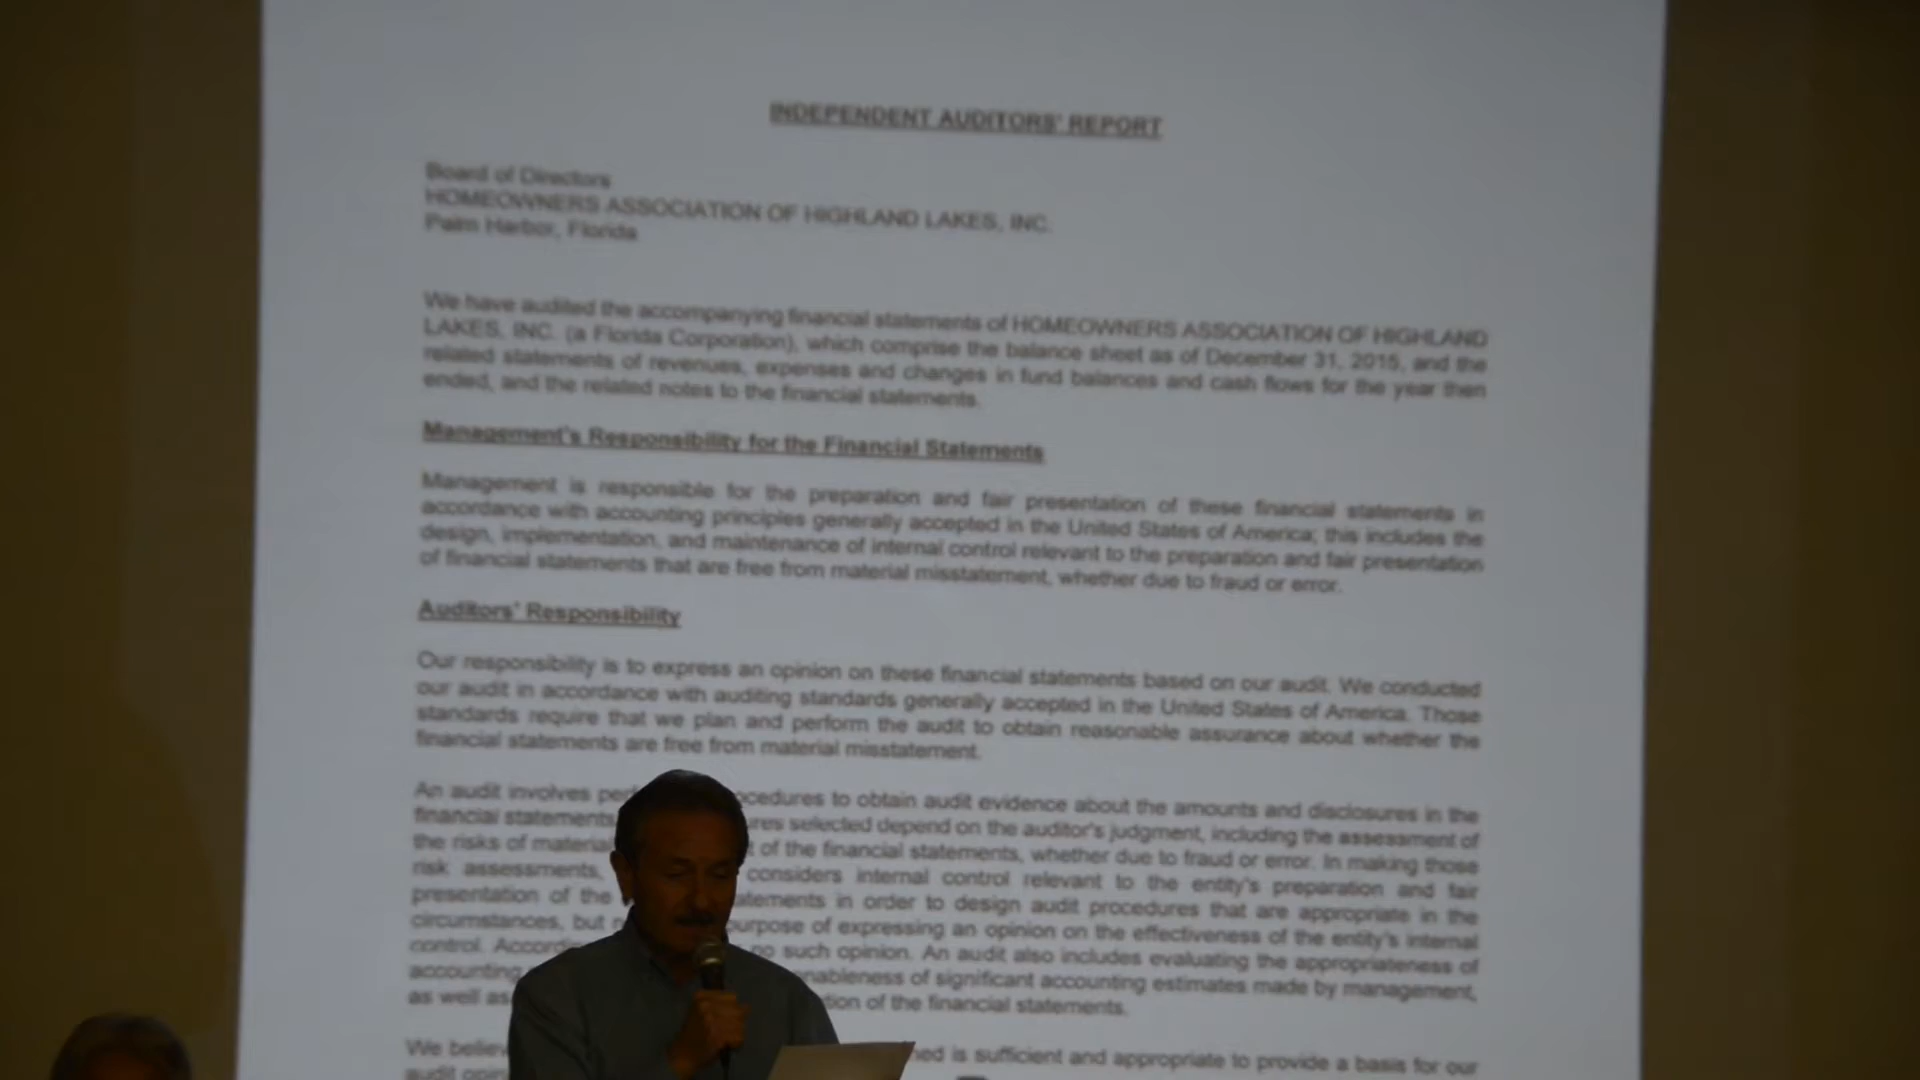 INDEPENDENT AUDITORS' REPORT
Board of Directors
HOMEOWNERS ASSOCIATION OF HIGHLAND LAKES, INC.
Palm Harbor, Florida
We have audited the accompanying financial statements of HOMEOWNERS ASSOCIATION OF HIGHLAND
LAKES, INC. (a Florida Corporation), which comprise the balance sheet as of December 31, 2015, and the
related statements of revenues, expenses and changes in fund balances and cash flows for the year then
ended, and the related notes to the financial statements.
Management's Responsibility for the Financial Statements
Management is responsible for the preparation and fair presentation of these financial statements in
accordance with accounting principles generally accepted in the United States of America; this includes the
design, implementation, and maintenance of internal control relevant to the preparation and fair presentation
of financial statements that are free from material misstatement, whether due to fraud or error.
Auditors' Responsibility
Our responsibility is to express an opinion on these financial statements based on our audit. We conducted
our audit in accordance with auditing standards generally accepted in the United States of America. Those
standards require that we plan and perform the audit to obtain reasonable assurance about whether the
financial statements are free from material misstatement.
An audit involves procedures to obtain audit evidence about the amounts and disclosures in the
financial statements selected depend on the auditor's judgment, including the assessment of
the risks of material of the financial statements, whether due to fraud or error. In making those
risk assessments, considers internal control relevant to the entity's preparation and fair
presentation of the statements in order to design audit procedures that are appropriate in the
circumstances, but purpose of expressing an opinion on the effectiveness of the entity's internal
control. no such opinion. An audit also includes evaluating the appropriateness of
accounting of significant accounting estimates made by management,
as well as of the financial statements.
We is sufficient and appropriate to provide a basis for our
audit